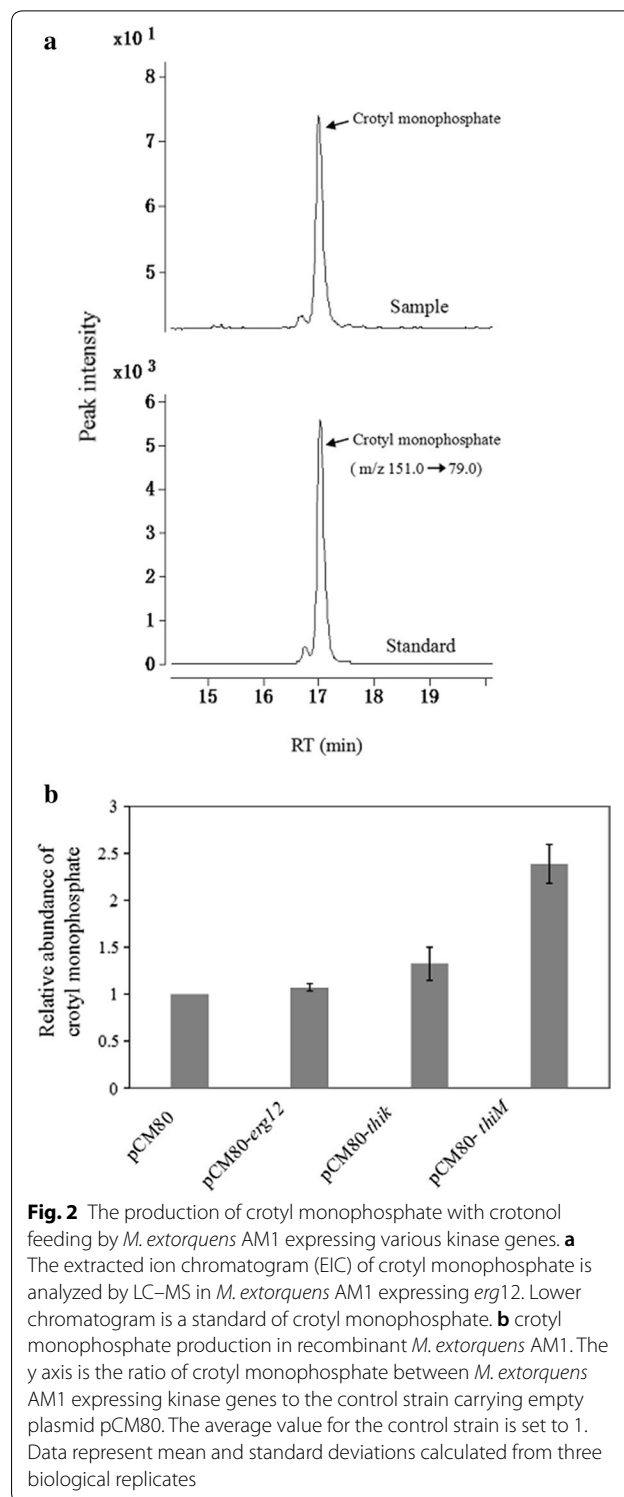 a
x10 1
8
7
6
5
Crotyl monophosphate
Sample
Peak intensity
x10 3
6
5
4
3
2
1
0
Crotyl monophosphate
( m/z 151.0 → 79.0)
Standard
15 16 17 18 19
RT (min)
b
Relative abundance of
crotyl monophosphate
3
2.5
2
1.5
1
0.5
0
pCM80
pCM80-erg12
pCM80-thik
pCM80- thiM
Fig. 2 The production of crotyl monophosphate with crotonol
feeding by M. extorquens AM1 expressing various kinase genes. a
The extracted ion chromatogram (EIC) of crotyl monophosphate is
analyzed by LC–MS in M. extorquens AM1 expressing erg12. Lower
chromatogram is a standard of crotyl monophosphate. b crotyl
monophosphate production in recombinant M. extorquens AM1. The
y axis is the ratio of crotyl monophosphate between M. extorquens
AM1 expressing kinase genes to the control strain carrying empty
plasmid pCM80. The average value for the control strain is set to 1.
Data represent mean and standard deviations calculated from three
biological replicates